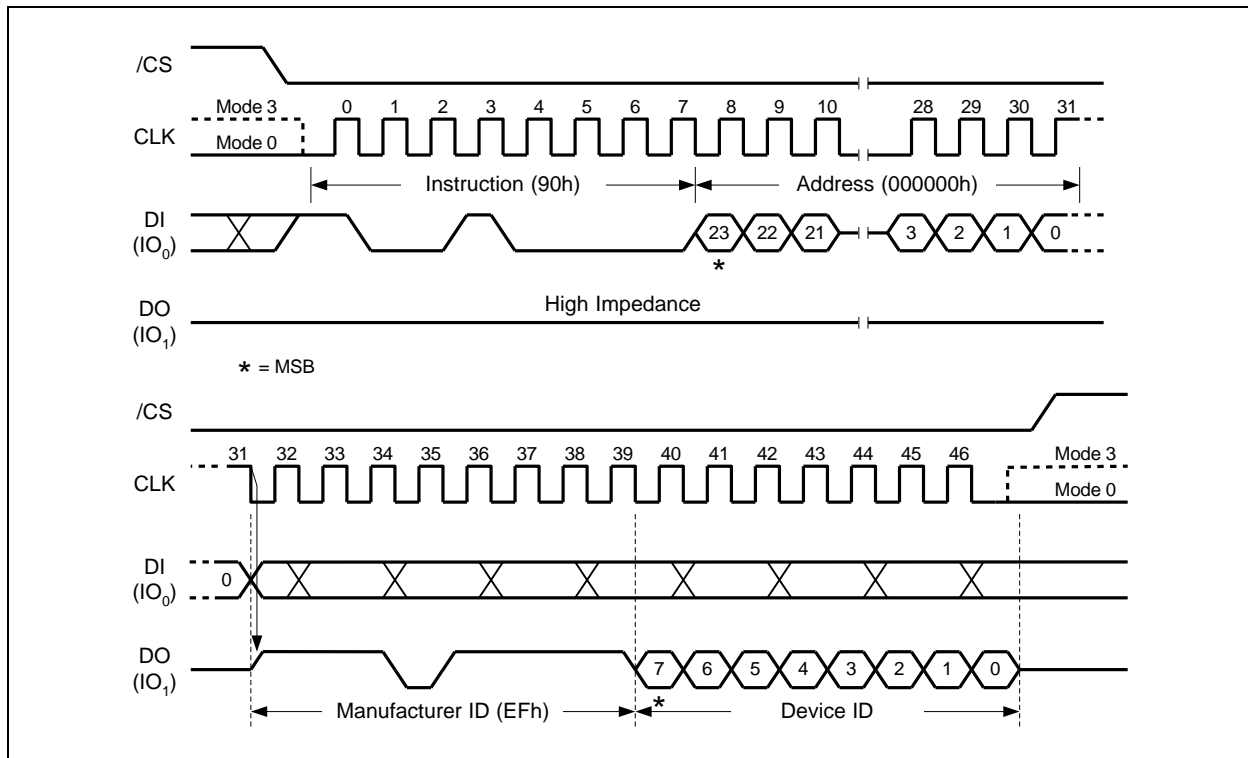 /CS
Mode 3
0 1 2 3 4 5 6 7 8 9 10 28 29 30 31
CLK
Mode 0
Instruction (90h) Address (000000h)
DI
(IO0)
23 22 21 3 2 1 0
*
High Impedance
DO
(IO1)
* = MSB
/CS
31 32 33 34 35 36 37 38 39 40 41 42 43 44 45 46
Mode 3
CLK
Mode 0
DI
(IO0)
0
DO
(IO1)
7 6 5 4 3 2 1 0
*
Manufacturer ID (EFh) Device ID